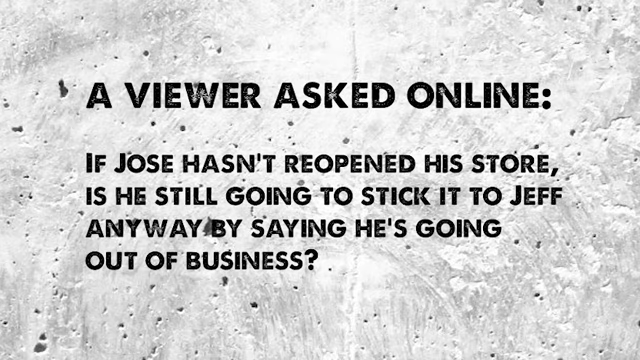 A VIEWER ASKED ONLINE:
IF JOSE HASN'T REOPENED HIS STORE,
IS HE STILL GOING TO STICK IT TO JEFF
ANYWAY BY SAYING HE'S GOING
OUT OF BUSINESS?